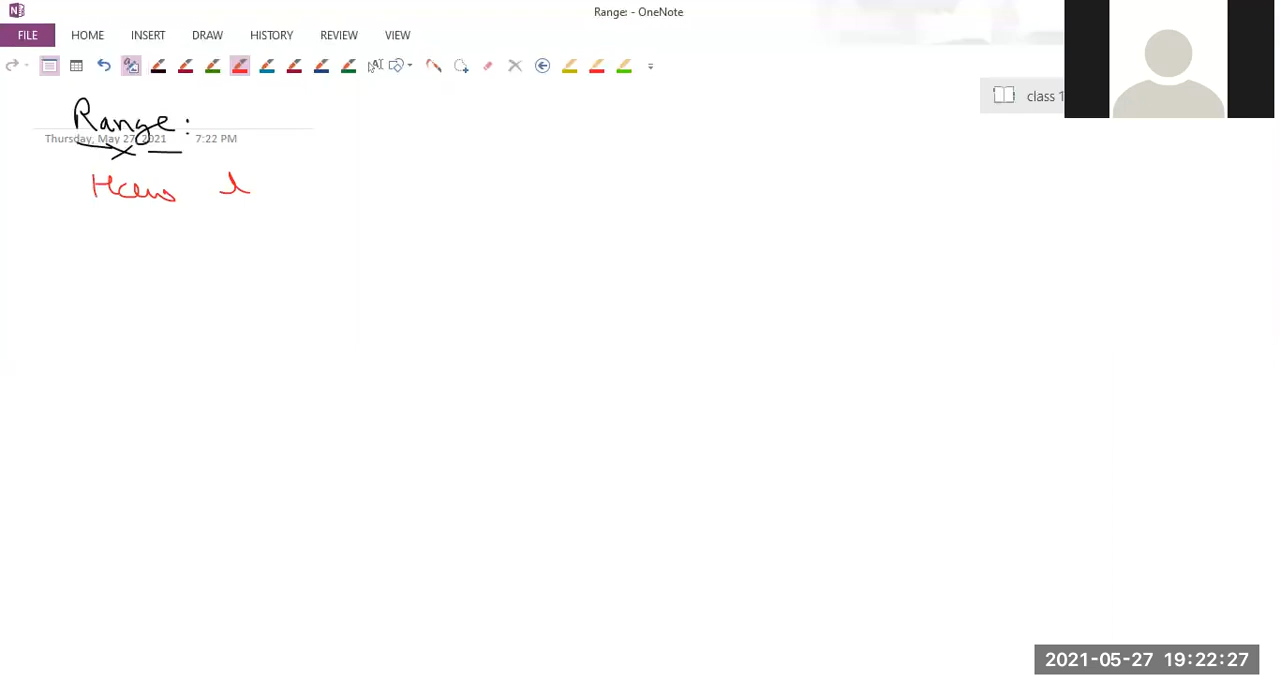 Range: - OneNote
FILE HOME INSERT DRAW HISTORY REVIEW VIEW
class 1
Range:
Thursday, May 27, 2021 7:22 PM
2021-05-27 19:22:27